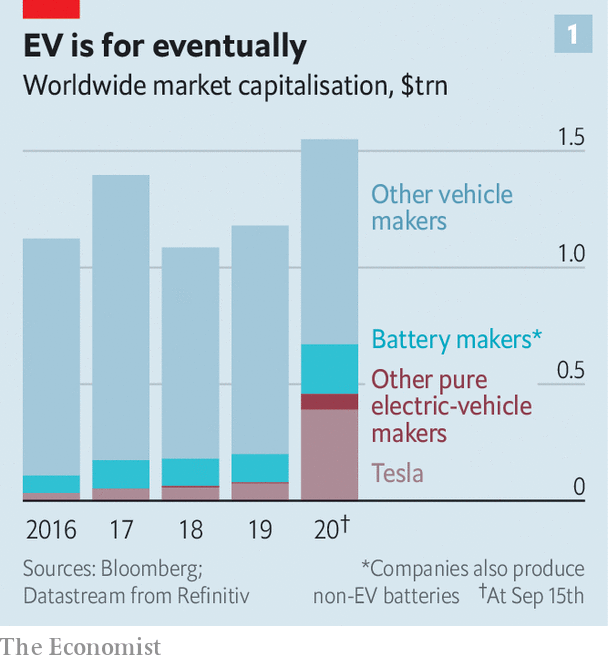 EV is for eventually
1
Worldwide market capitalisation, $trn
1.5
Other vehicle
makers
1.0
Battery makers*
0.5
Other pure
electric-vehicle
makers
Tesla
0
2016 17 18 19 20†
Sources: Bloomberg;
Datastream from Refinitiv
*Companies also produce
non-EV batteries †At Sep 15th
The Economist